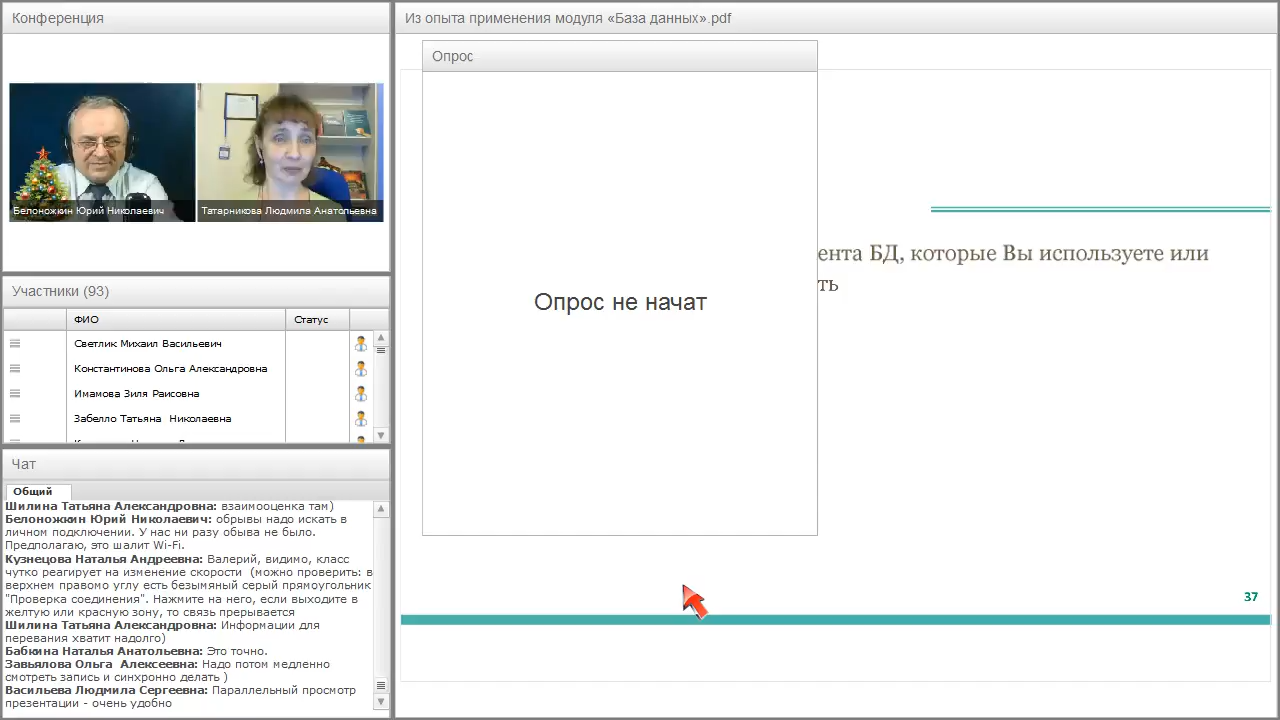 Конференция
Белоножкин Юрий Николаевич
Татарникова Людмила Анатольевна
Участники (93)
ФИО
Статус
Светлик Михаил Васильевич
Константинова Ольга Александровна
Имамова Зиля Раисовна
Забелло Татьяна Николаевна
Чат
Общий
Шилина Татьяна Александровна: взаимооценка там)
Белоножкин Юрий Николаевич: обрывы надо искать в
личном подключении. У нас ни разу обыва не было.
Предполагаю, это шалит Wi-Fi.
Кузнецова Наталья Андреевна: Валерий, видимо, класс
чутко реагирует на изменение скорости (можно проверить: в
верхнем правомо углу есть безымяный серый прямоугольник
"Проверка соединения". Нажмите на него, если выходите в
желтую или красную зону, то связь прерывается
Шилина Татьяна Александровна: Информации для
перевания хватит надолго)
Бабкина Наталья Анатольевна: Это точно.
Завьялова Ольга Алексеевна: Надо потом медленно
смотреть запись и синхронно делать )
Васильева Людмила Сергеевна: Параллельный просмотр
презентации - очень удобно
Из опыта применения модуля «База данных».pdf
Опрос
Опрос не начат
ента БД, которые Вы используете или
ть
37